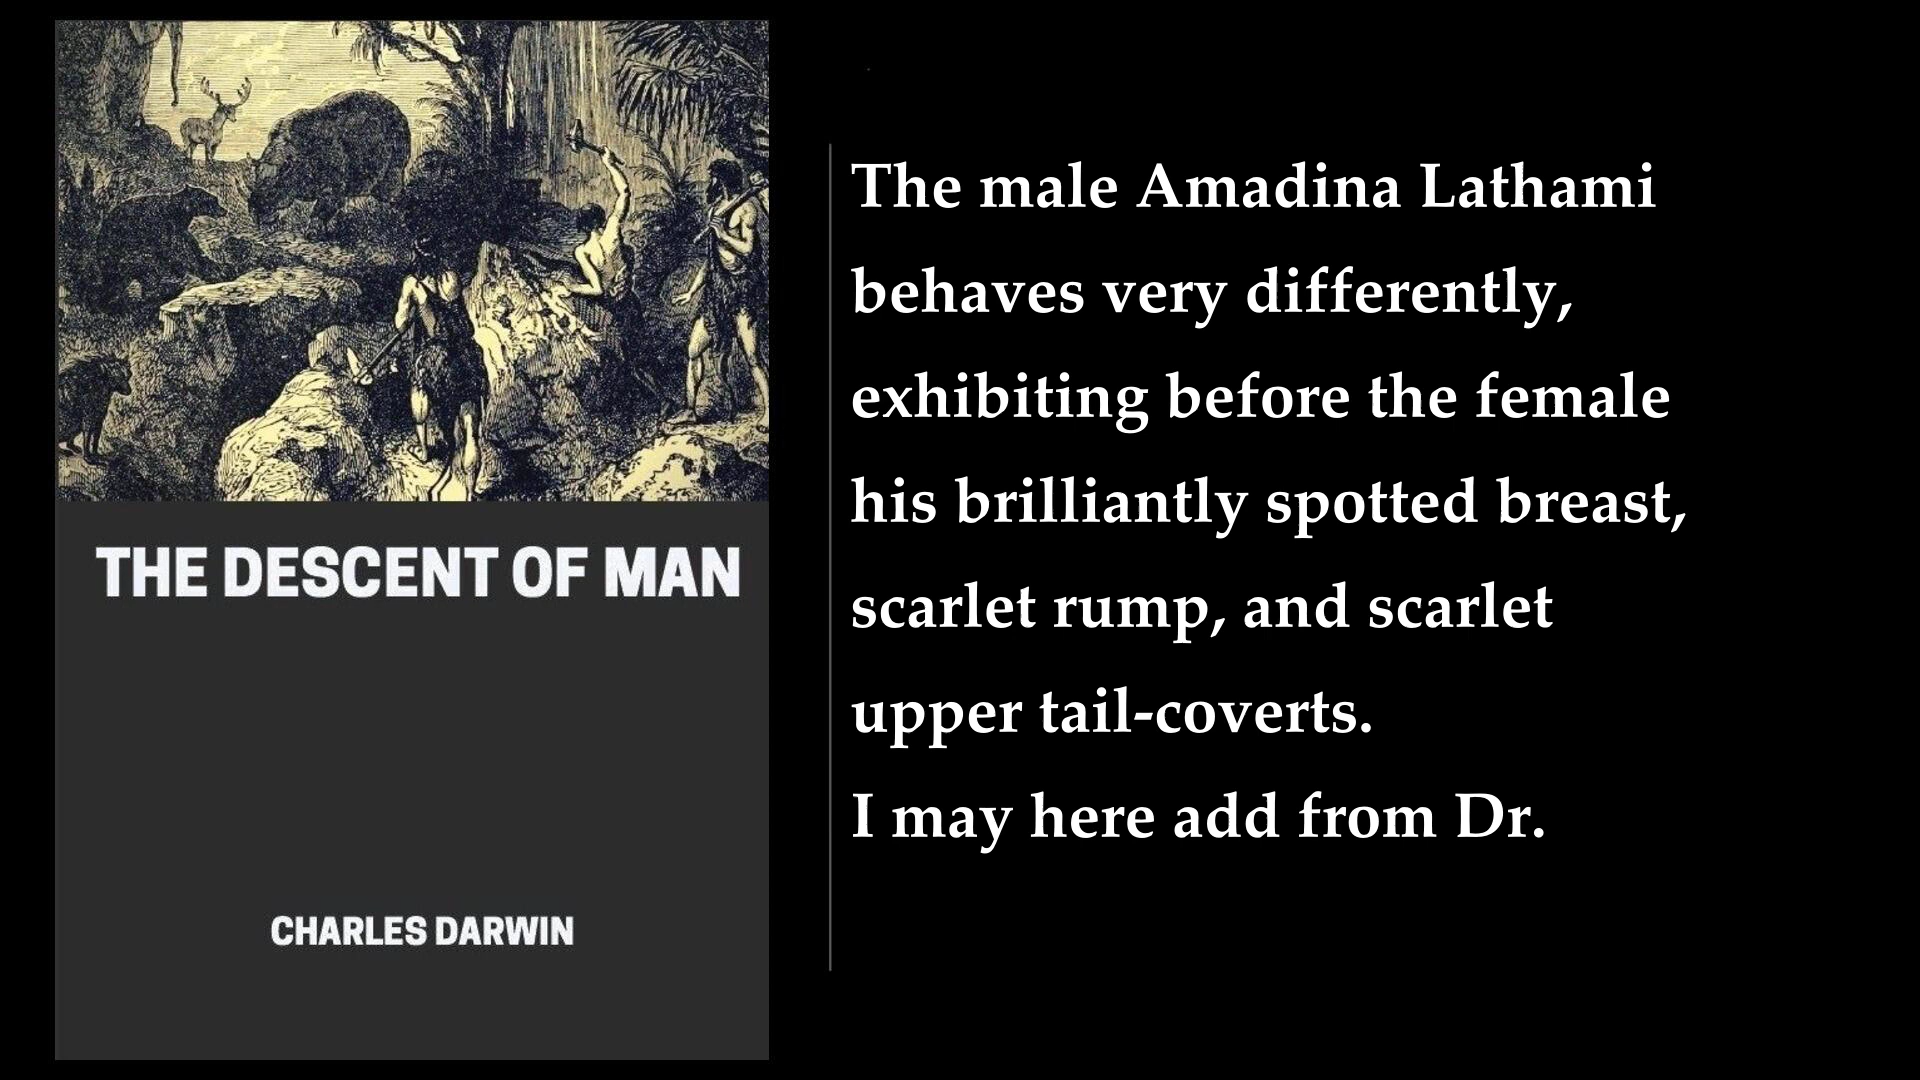 THE DESCENT OF MAN
CHARLES DARWIN
The male Amadina Lathami
behaves very differently,
exhibiting before the female
his brilliantly spotted breast,
scarlet rump, and scarlet
upper tail-coverts.
I may here add from Dr.